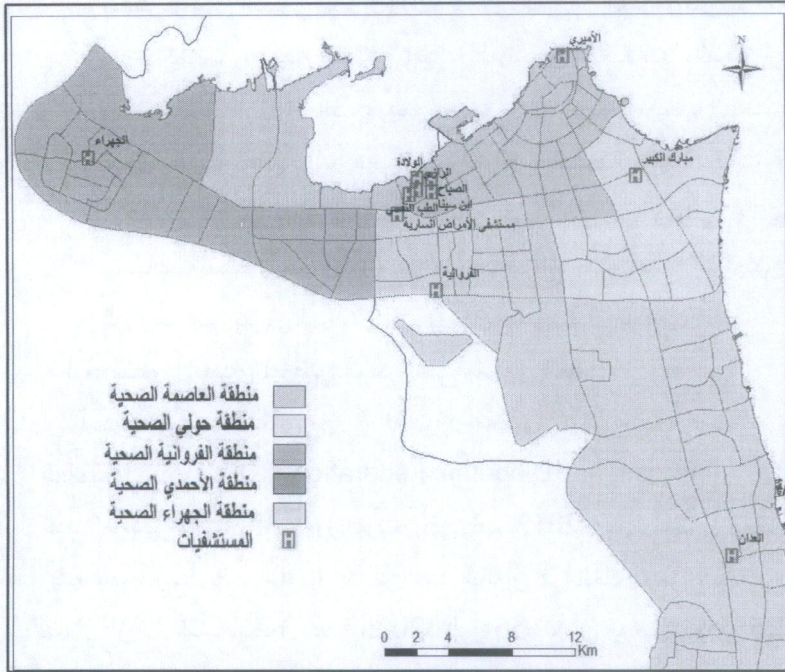 الأميري
N
الجهراء
مبارك الكبير
الولادة
الرازي
الصباح
ابن سينا
الطب النفسي
مستشفى الأمراض السارية
الفروانية
منطقة العاصمة الصحية
منطقة حولي الصحية
منطقة الفروانية الصحية
منطقة الأحمدي الصحية
منطقة الجهراء الصحية
المستشفيات
العدان
0 2 4 8 12
Km